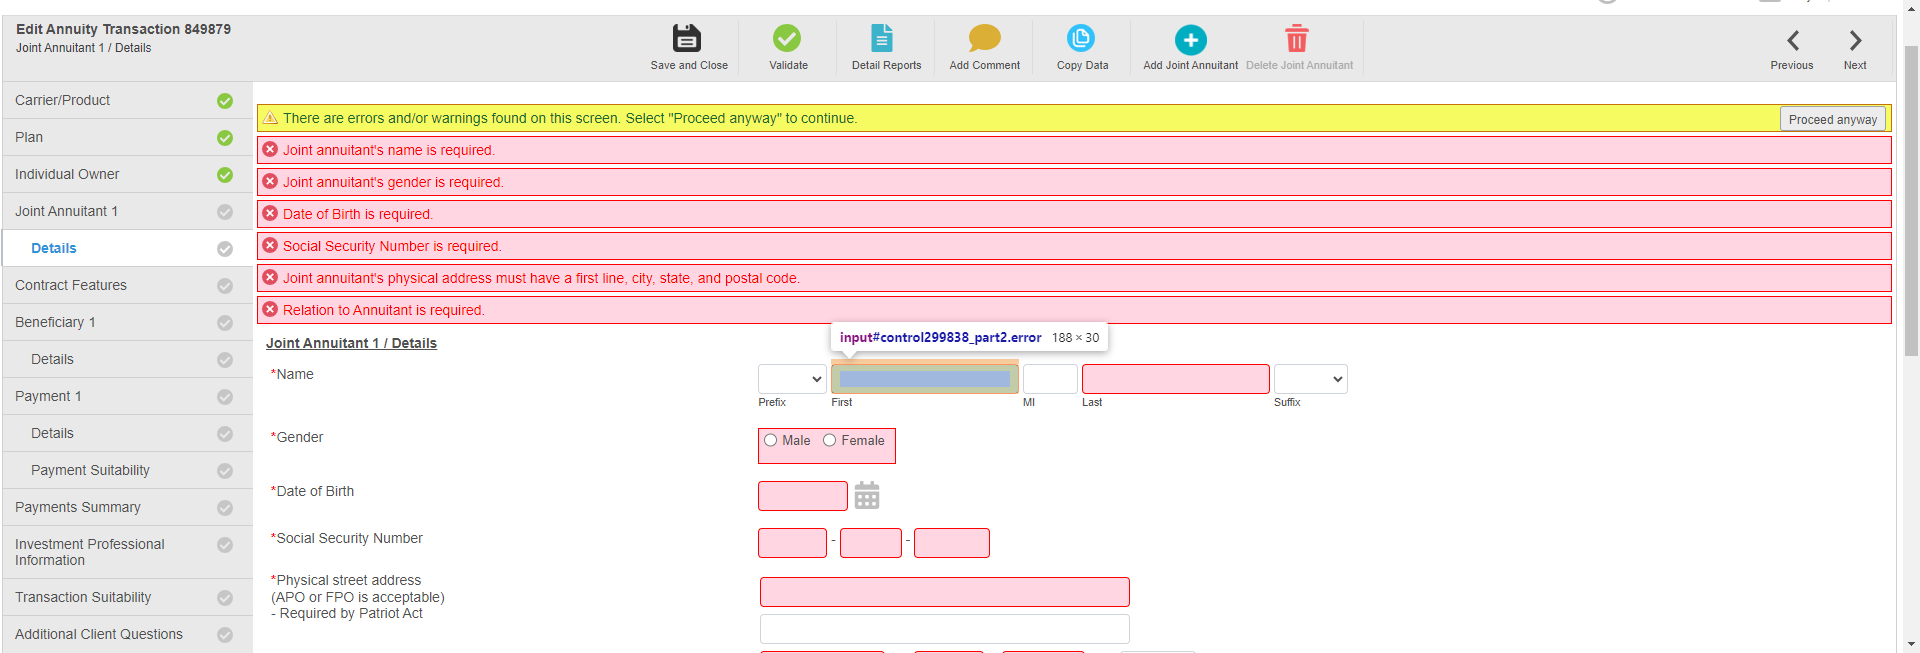 Edit Annuity Transaction 849879
Joint Annuitant 1 / Details
Save and Close
Validate
Detail Reports
Add Comment
Copy Data
Add Joint Annuitant
Delete Joint Annuitant
Previous
Next
Carrier/Product
Plan
Individual Owner
Joint Annuitant 1
Details
Contract Features
Beneficiary 1
Details
Payment 1
Details
Payment Suitability
Payments Summary
Investment Professional
Information
Transaction Suitability
Additional Client Questions
There are errors and/or warnings found on this screen. Select "Proceed anyway" to continue.
Proceed anyway
Joint annuitant's name is required.
Joint annuitant's gender is required.
Date of Birth is required.
Social Security Number is required.
Joint annuitant's physical address must have a first line, city, state, and postal code.
Relation to Annuitant is required.
input#control299838_part2.error 188 × 30
Joint Annuitant 1 / Details
*Name
Prefix
First
MI
Last
Suffix
*Gender
Male
Female
*Date of Birth
*Social Security Number
- -
*Physical street address
(APO or FPO is acceptable)
- Required by Patriot Act